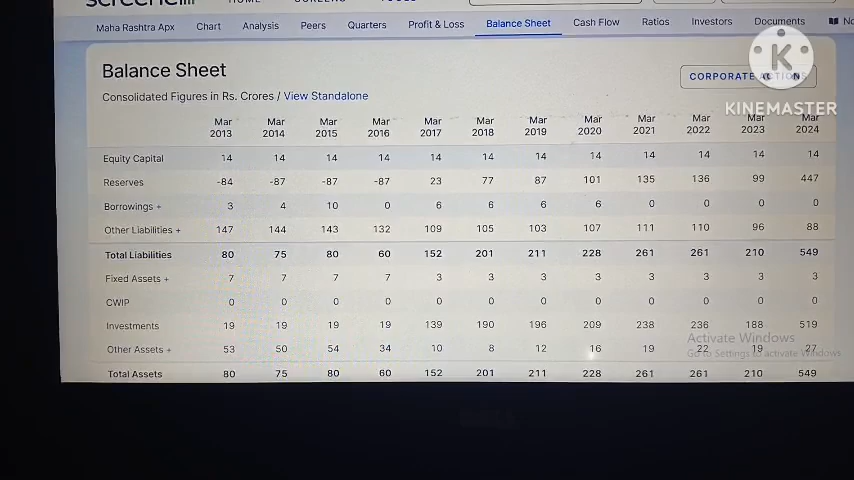 Maha Rashtra Apx Chart Analysis Peers Quarters Profit & Loss Balance Sheet Cash Flow Ratios Investors Documents
Balance Sheet
CORPORATE ACTIONS
Consolidated Figures in Rs. Crores / View Standalone
KINEMASTER
Mar Mar Mar Mar Mar Mar Mar Mar Mar Mar Mar Mar
2013 2014 2015 2016 2017 2018 2019 2020 2021 2022 2023 2024
Equity Capital 14 14 14 14 14 14 14 14 14 14 14 14
Reserves -84 -87 -87 -87 23 77 87 101 135 136 99 447
Borrowings + 3 4 10 0 6 6 6 6 0 0 0 0
Other Liabilities + 147 144 143 132 109 105 103 107 111 110 96 88
Total Liabilities 80 75 80 60 152 201 211 228 261 261 210 549
Fixed Assets + 7 7 7 7 3 3 3 3 3 3 3 3
CWIP 0 0 0 0 0 0 0 0 0 0 0 0
Investments 19 19 19 19 139 190 196 209 238 236 188 519
Activate Windows
Other Assets + 53 50 54 34 10 8 12 16 19 22 19 27
Go to Settings to activate Windows
Total Assets 80 75 80 60 152 201 211 228 261 261 210 549